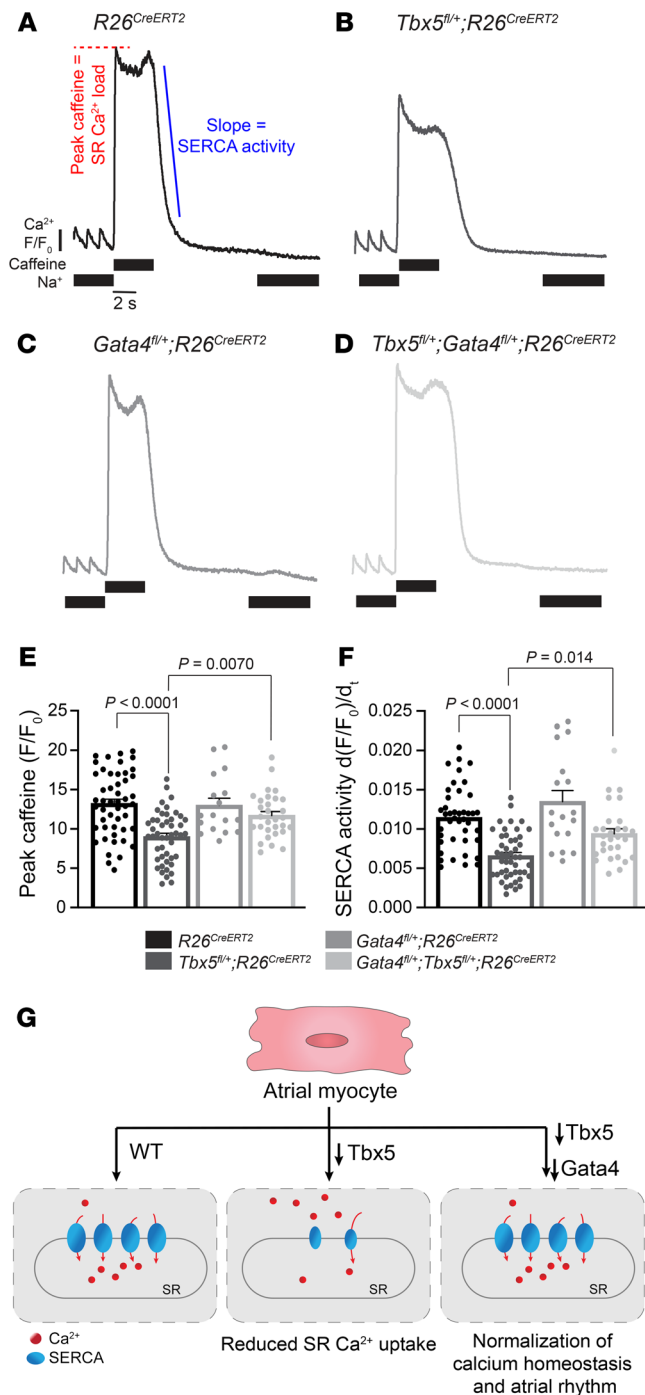 A
R26CreERT2
Peak caffeine =
SR Ca2+ load
Slope =
SERCA activity
Ca2+
F/F0
Caffeine
Na+
2 s
B
Tbx5fl/+;R26CreERT2
C
Gata4fl/+;R26CreERT2
D
Tbx5fl/+;Gata4fl/+;R26CreERT2
E
P = 0.0070
P < 0.0001
Peak caffeine (F/F0)
25
20
15
10
5
0
F
P = 0.014
P < 0.0001
SERCA activity d(F/F0)/dt
0.025
0.020
0.015
0.010
0.005
0.000
R26CreERT2
Gata4fl/+;R26CreERT2
Tbx5fl/+;R26CreERT2
Gata4fl/+;Tbx5fl/+;R26CreERT2
G
Atrial myocyte
WT
↓Tbx5
↓Tbx5
↓Gata4
SR
SR
SR
Ca2+
SERCA
Reduced SR Ca2+ uptake
Normalization of
calcium homeostasis
and atrial rhythm